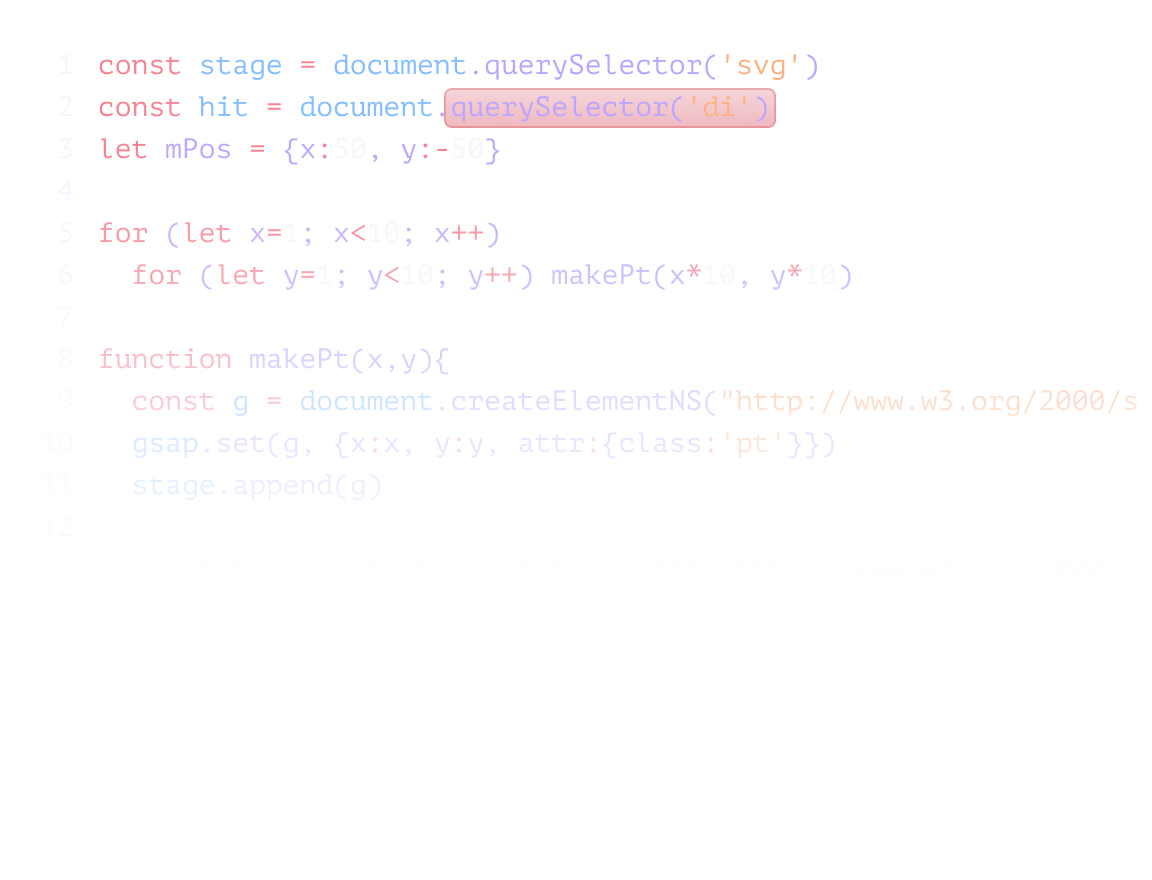 1 const stage = document.querySelector('svg')
2 const hit = document.querySelector('di')
3 let mPos = {x:50, y:-50}
4
5 for (let x=1; x<10; x++)
6 for (let y=1; y<10; y++) makePt(x*10, y*10)
7
8 function makePt(x,y){
9 const g = document.createElementNS("http://www.w3.org/2000/s
10 gsap.set(g, {x:x, y:y, attr:{class:'pt'}})
11 stage.append(g)
12